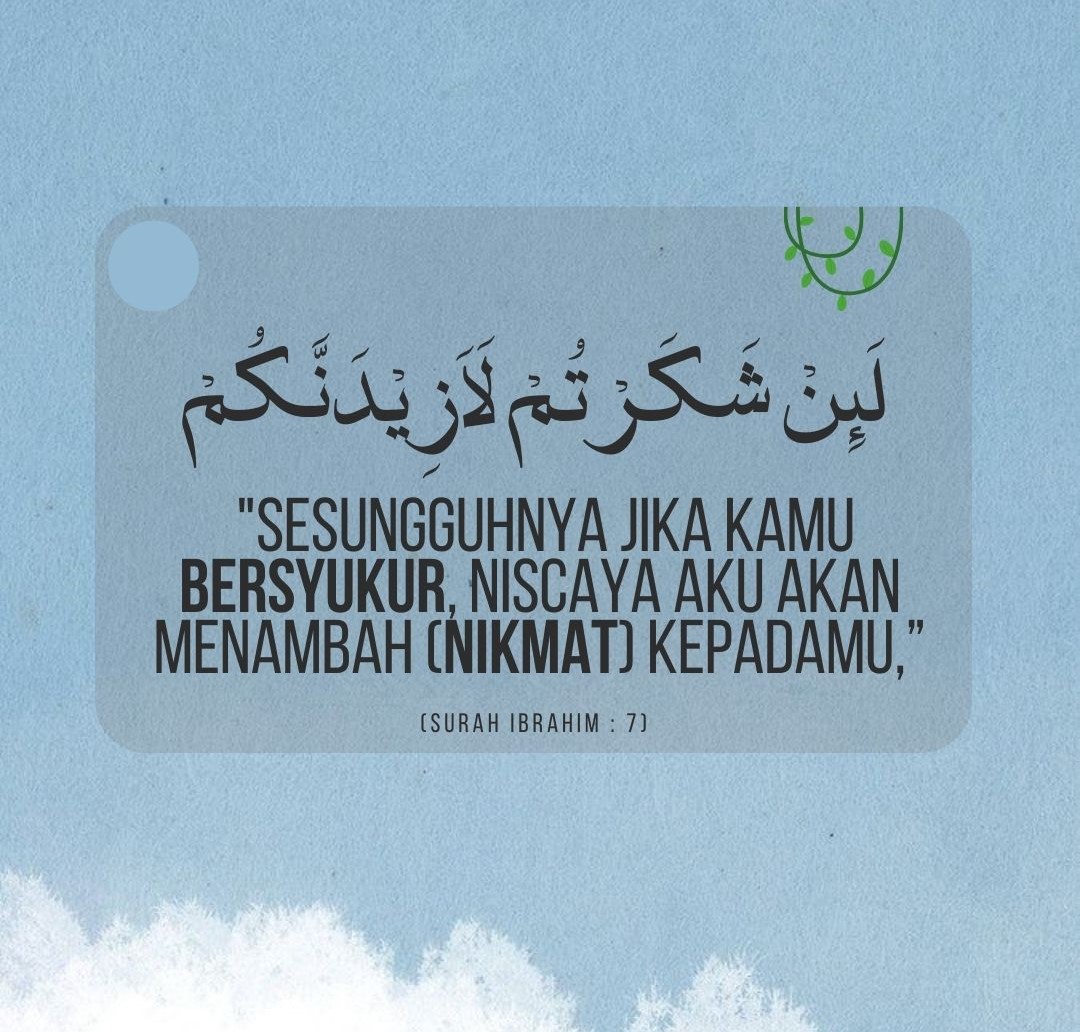 لَىِٕنْ شَكَرْتُمْ لَاَزِيْدَنَّكُمْ
"SESUNGGUHNYA JIKA KAMU
BERSYUKUR, NISCAYA AKU AKAN
MENAMBAH (NIKMAT) KEPADAMU,”
(SURAH IBRAHIM : 7)